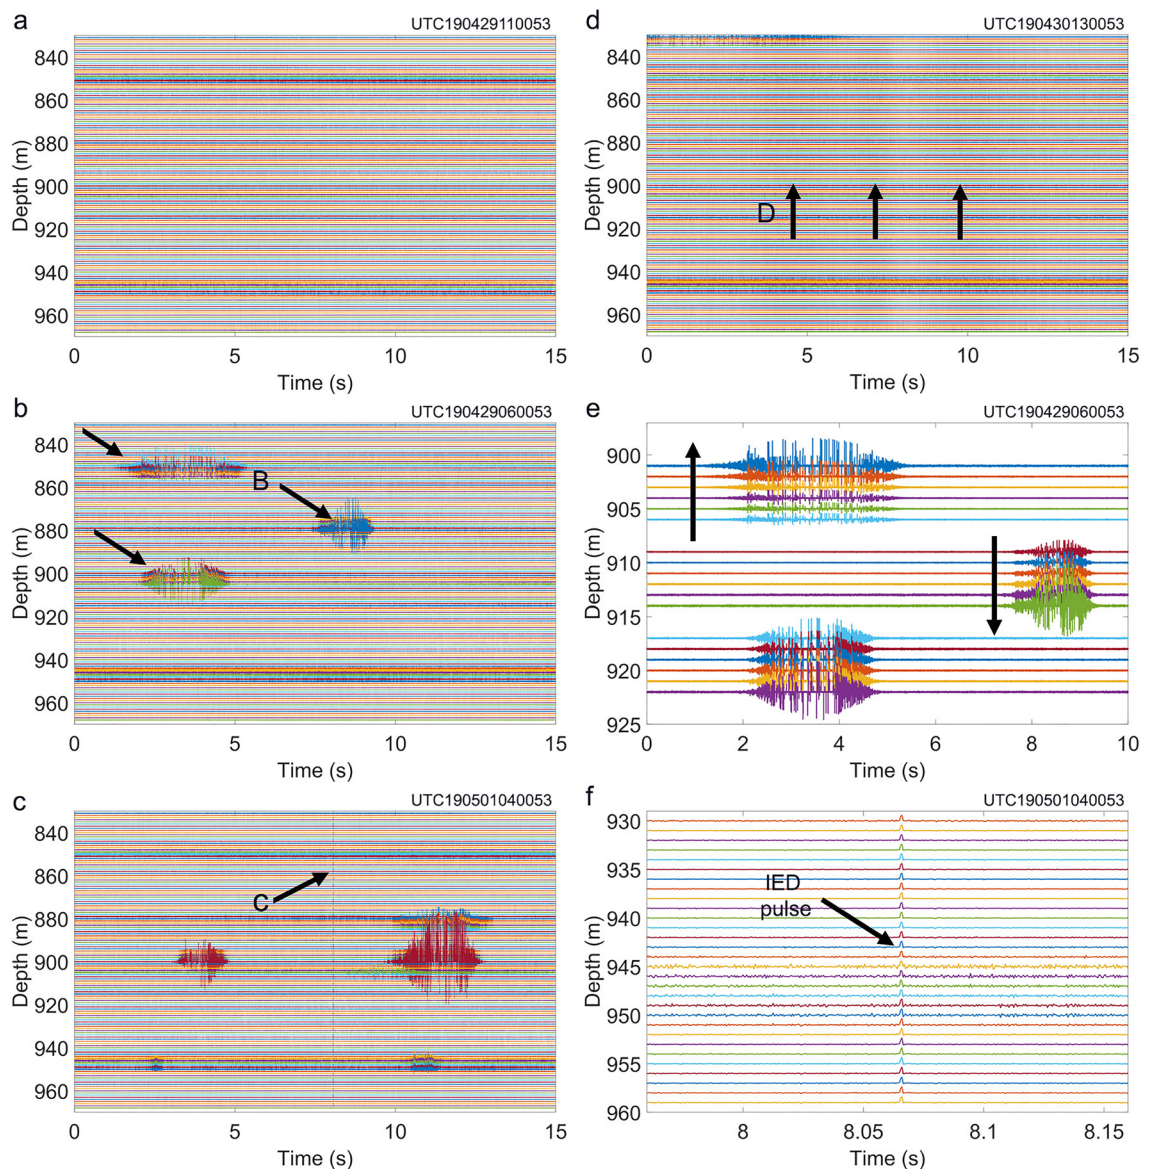 a
UTC190429110053
Depth (m)
840
860
880
900
920
940
960
0 5 10 15
Time (s)
d
UTC190430130053
Depth (m)
840
860
880
900
920
940
960
D
0 5 10 15
Time (s)
b
UTC190429060053
Depth (m)
840
860
880
900
920
940
960
B
0 5 10 15
Time (s)
e
UTC190429060053
Depth (m)
900
905
910
915
920
925
0 2 4 6 8 10
Time (s)
c
UTC190501040053
Depth (m)
840
860
880
900
920
940
960
C
0 5 10 15
Time (s)
f
UTC190501040053
Depth (m)
930
935
940
945
950
955
960
IED
pulse
8 8.05 8.1 8.15
Time (s)